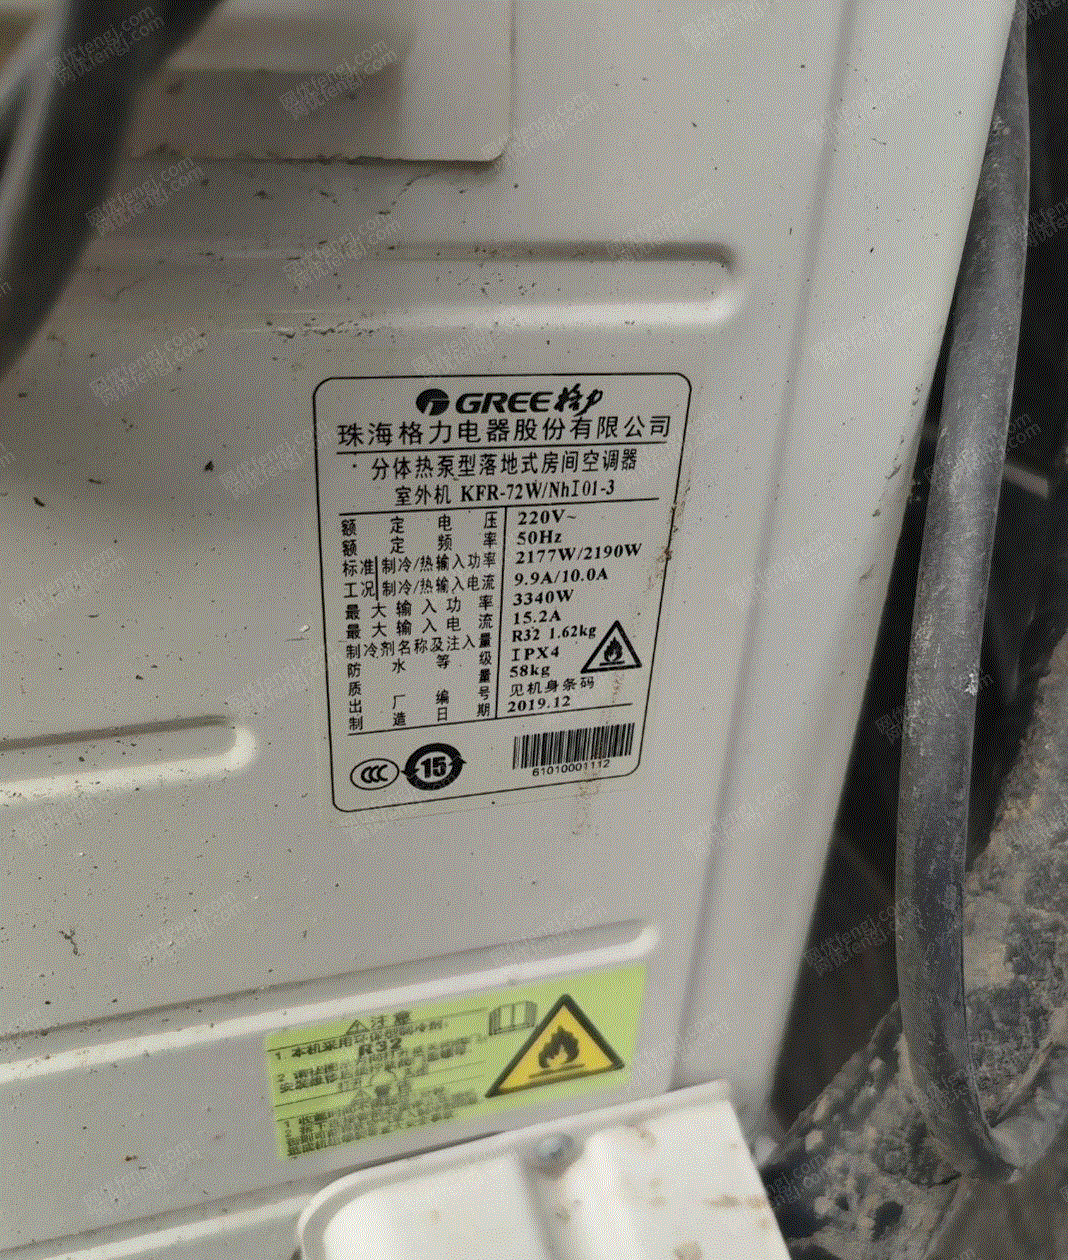 GREE格力
珠海格力电器股份有限公司
分体热泵型落地式房间空调器
室外机 KFR-72W/NhI01-3
额定电压 220V~
额定频率 50Hz
标准工况 制冷/热输入功率 2177W/2190W
制冷/热输入电流 9.9A/10.0A
最大输入功率 3340W
最大输入电流 15.2A
制冷剂名称及注入量 R32 1.62kg
防水等级 IPX4
质量 58kg
出厂编号 见机身条码
制造日期 2019.12
CCC 15
61010001112
注意
1. 本机采用
R32